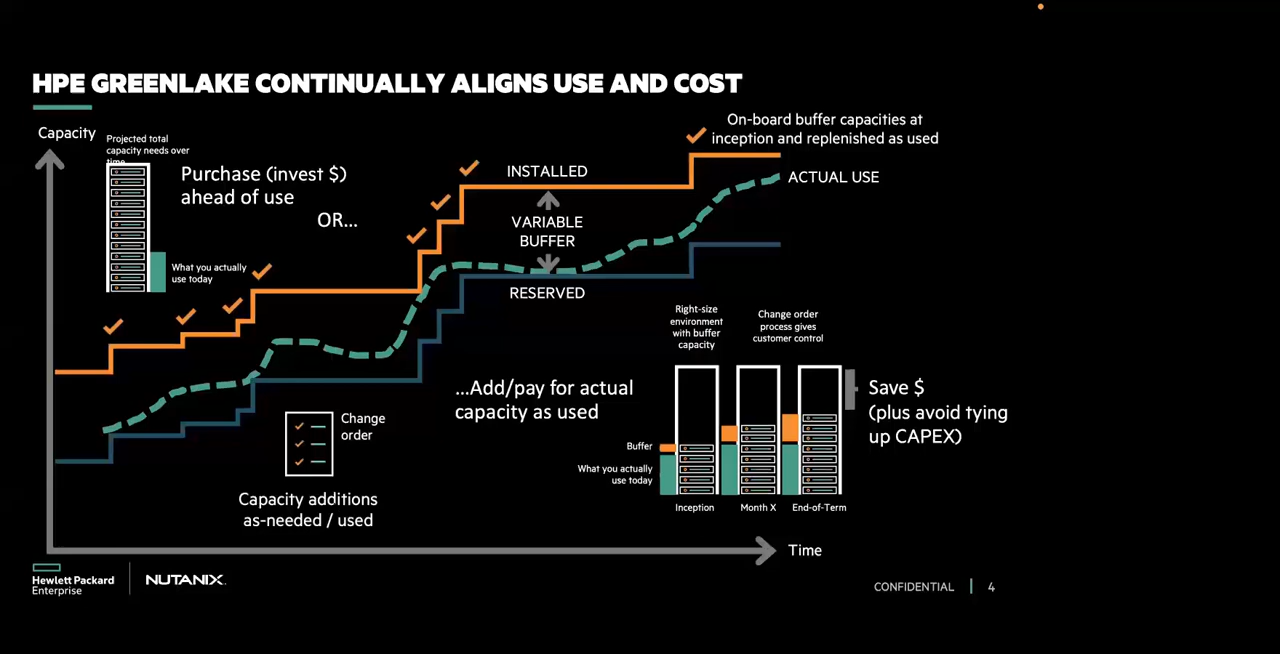 HPE GREENLAKE CONTINUALLY ALIGNS USE AND COST
Capacity
Projected total
capacity needs over
time
Purchase (invest $)
ahead of use
OR...
What you actually
use today
INSTALLED
VARIABLE
BUFFER
RESERVED
On-board buffer capacities at
inception and replenished as used
ACTUAL USE
Right-size
environment
with buffer
capacity
Change order
process gives
customer control
...Add/pay for actual
capacity as used
Buffer
What you actually
use today
Inception
Month X
End-of-Term
Save $
(plus avoid tying
up CAPEX)
Change
order
Capacity additions
as-needed / used
Time
Hewlett Packard
Enterprise
NUTANIX.
CONFIDENTIAL
4